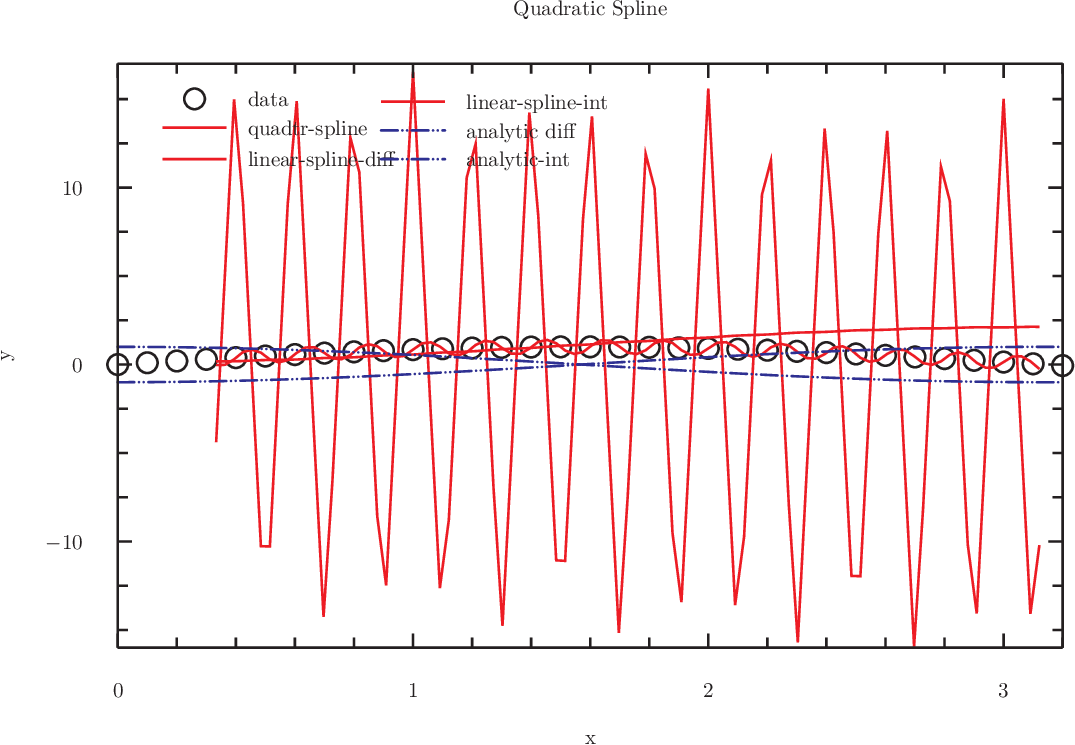 Quadratic Spline
data
quadtr-spline
linear-spline-diff
linear-spline-int
analytic diff
analytic-int
10
0
−10
y
0 1 2 3
x